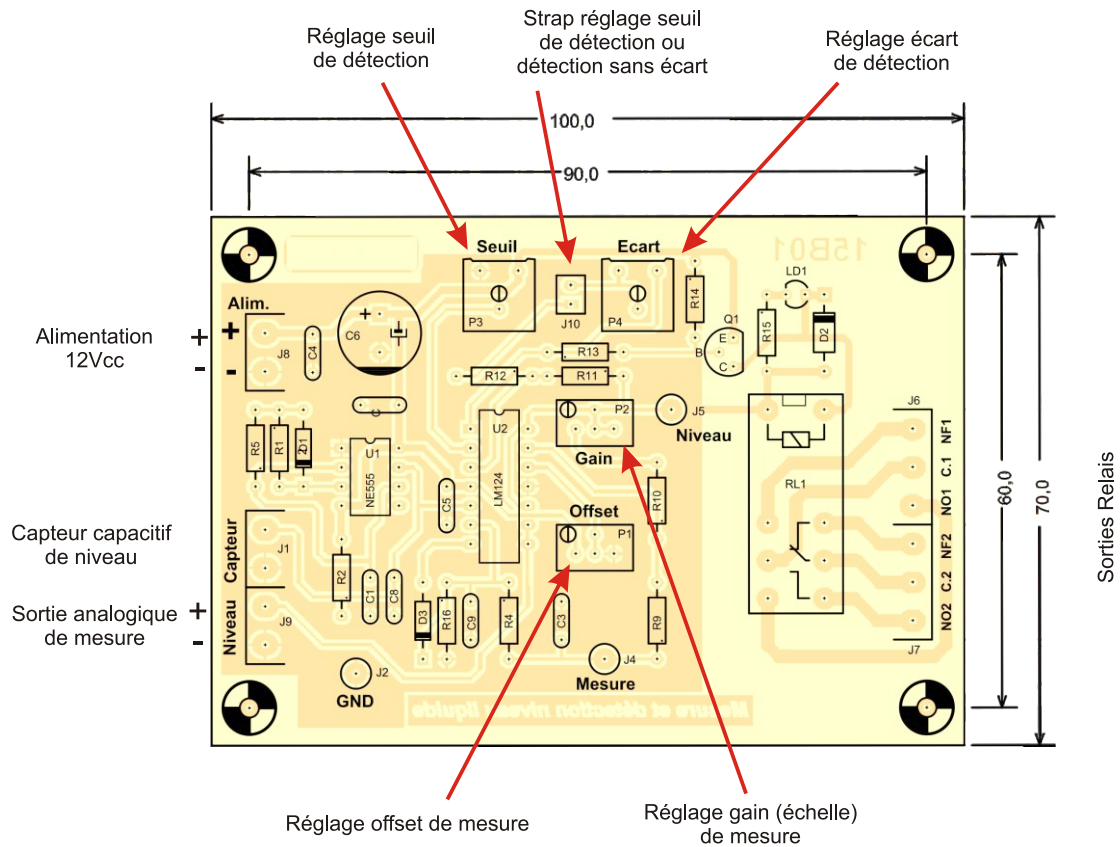 Réglage seuil
de détection
Strap réglage seuil
de détection ou
détection sans écart
Réglage écart
de détection
100,0
90,0
Seuil
Ecart
15B01
P3
J10
P4
R14
LD1
Q1
E
B
C
R15
D2
Alim.
+
-
J8
C4
+
C6
Alimentation
12Vcc
+
-
R13
R12
R11
C
U2
LM124
P2
Gain
J5
Niveau
J6
NF1
C.1
NO1
NF2
C.2
NO2
J7
RL1
R5
R1
D1
U1
NE555
C5
R10
Offset
P1
60,0
70,0
Sorties Relais
Capteur capacitif
de niveau
Capteur
J1
R2
C1
C8
D3
R16
C9
R4
C3
R9
Sortie analogique
de mesure
+
-
Niveau
J9
J2
GND
J4
Mesure
Mesure et détection niveau liquide
Réglage offset de mesure
Réglage gain (échelle)
de mesure